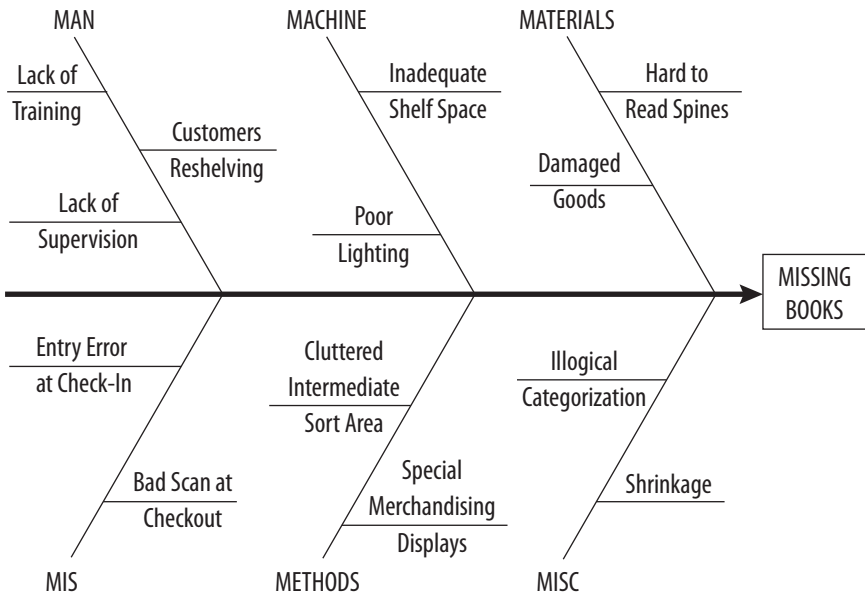 MAN
MACHINE
MATERIALS
Lack of
Training
Customers
Reshelving
Lack of
Supervision
Inadequate
Shelf Space
Poor
Lighting
Hard to
Read Spines
Damaged
Goods
MISSING
BOOKS
Entry Error
at Check-In
Bad Scan at
Checkout
Cluttered
Intermediate
Sort Area
Special
Merchandising
Displays
Illogical
Categorization
Shrinkage
MIS
METHODS
MISC